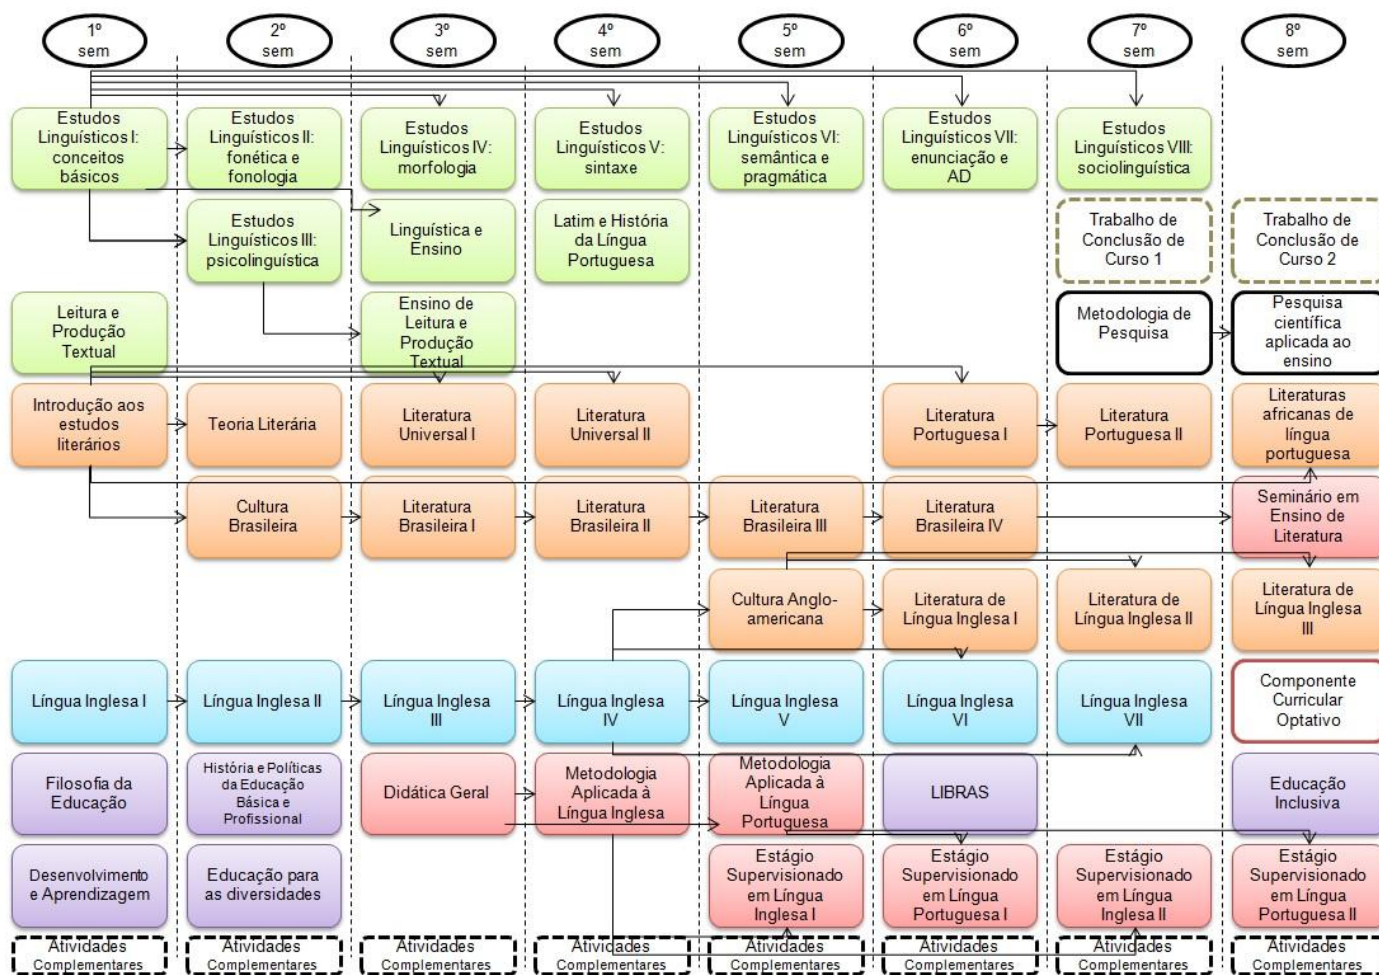 1º
sem
2º
sem
3º
sem
4º
sem
5º
sem
6º
sem
7º
sem
8º
sem
Estudos
Linguísticos I:
conceitos
básicos
Estudos
Linguísticos II:
fonética e
fonologia
Estudos
Linguísticos IV:
morfologia
Estudos
Linguísticos V:
sintaxe
Estudos
Linguísticos VI:
semântica e
pragmática
Estudos
Linguísticos VII:
enunciação e
AD
Estudos
Linguísticos VIII:
sociolinguística
Estudos
Linguísticos III:
psicolinguística
Linguística e
Ensino
Latim e História
da Língua
Portuguesa
Trabalho de
Conclusão de
Curso 1
Trabalho de
Conclusão de
Curso 2
Leitura e
Produção
Textual
Ensino de
Leitura e
Produção
Textual
Metodologia de
Pesquisa
Pesquisa
científica
aplicada ao
ensino
Introdução aos
estudos
literários
Teoria Literária
Literatura
Universal I
Literatura
Universal II
Literatura
Portuguesa I
Literatura
Portuguesa II
Literaturas
africanas de
língua
portuguesa
Cultura
Brasileira
Literatura
Brasileira I
Literatura
Brasileira II
Literatura
Brasileira III
Literatura
Brasileira IV
Seminário em
Ensino de
Literatura
Cultura Anglo-
americana
Literatura de
Língua Inglesa I
Literatura de
Língua Inglesa II
Literatura de
Língua Inglesa
III
Língua Inglesa I
Língua Inglesa II
Língua Inglesa
III
Língua Inglesa
IV
Língua Inglesa
V
Língua Inglesa
VI
Língua Inglesa
VII
Componente
Curricular
Optativo
Filosofia da
Educação
História e Políticas
da Educação
Básica e
Profissional
Didática Geral
Metodologia
Aplicada à
Língua Inglesa
Metodologia
Aplicada à
Língua
Portuguesa
LIBRAS
Educação
Inclusiva
Desenvolvimento
e Aprendizagem
Educação para
as diversidades
Estágio
Supervisionado
em Língua
Inglesa I
Estágio
Supervisionado
em Língua
Portuguesa I
Estágio
Supervisionado
em Língua
Inglesa II
Estágio
Supervisionado
em Língua
Portuguesa II
Atividades
Complementares
Atividades
Complementares
Atividades
Complementares
Atividades
Complementares
Atividades
Complementares
Atividades
Complementares
Atividades
Complementares
Atividades
Complementares